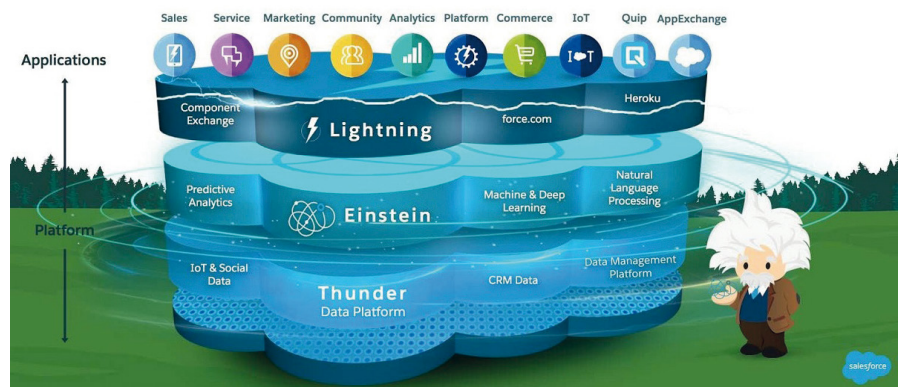 Sales
Service
Marketing
Community
Analytics
Platform
Commerce
IoT
Quip
AppExchange
IoT
Applications
Component
Exchange
Lightning
force.com
Heroku
Predictive
Analytics
Einstein
Machine & Deep
Learning
Natural
Language
Processing
Platform
IoT & Social
Data
Thunder
Data Platform
CRM Data
Data Management
Platform
salesforce